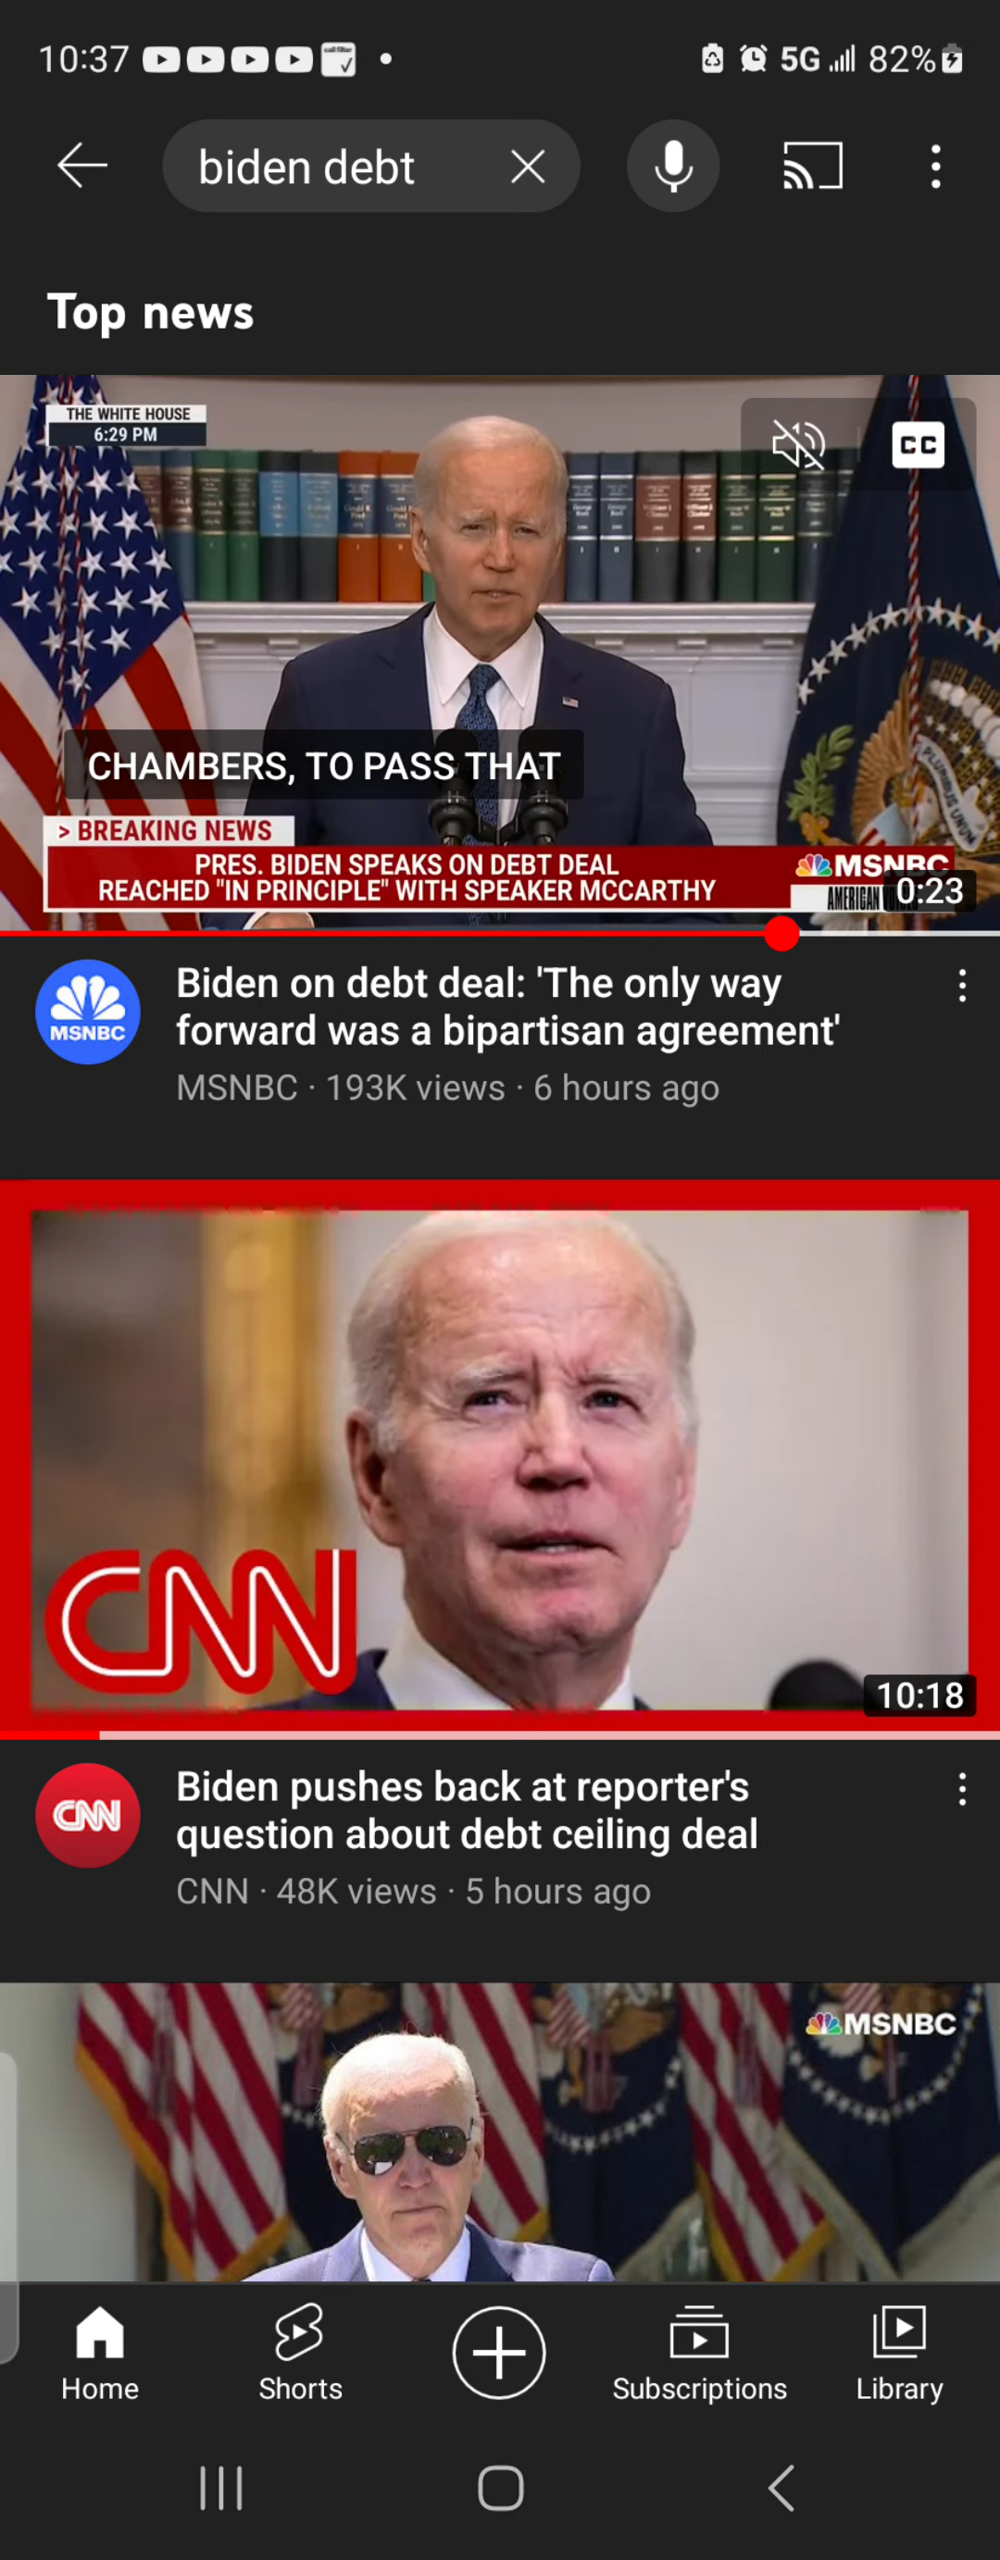 10:37
call filter
5G
82%
biden debt
Top news
THE WHITE HOUSE
6:29 PM
CC
CHAMBERS, TO PASS THAT
> BREAKING NEWS
PRES. BIDEN SPEAKS ON DEBT DEAL
REACHED "IN PRINCIPLE" WITH SPEAKER MCCARTHY
MSNBC
AMERICAN
0:23
MSNBC
Biden on debt deal: 'The only way
forward was a bipartisan agreement'
MSNBC · 193K views · 6 hours ago
CNN
10:18
CNN
Biden pushes back at reporter's
question about debt ceiling deal
CNN · 48K views · 5 hours ago
MSNBC
Home
Shorts
Subscriptions
Library